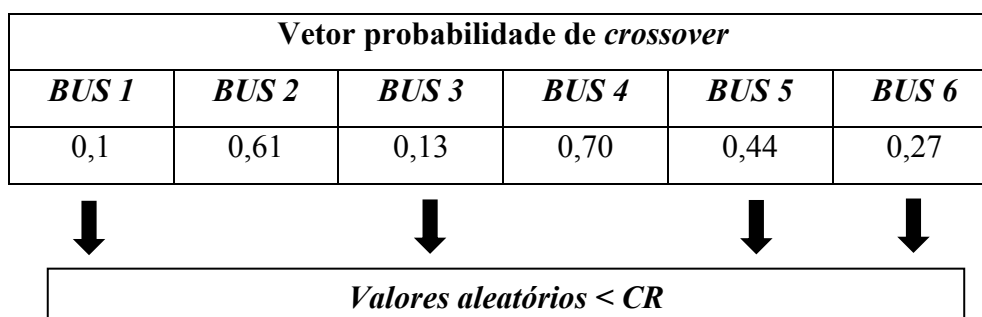 Vetor probabilidade de crossover
BUS 1 BUS 2 BUS 3 BUS 4 BUS 5 BUS 6
0,1 0,61 0,13 0,70 0,44 0,27
Valores aleatórios < CR